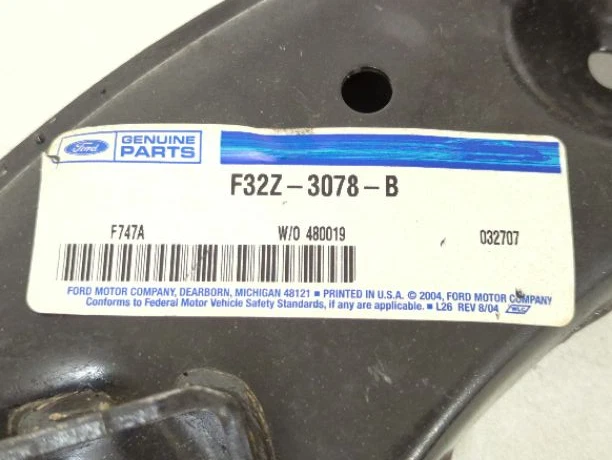 Ford GENUINE PARTS
F32Z-3078-B
F747A W/O 480019 032707
FORD MOTOR COMPANY, DEARBORN, MICHIGAN 48121 ■ PRINTED IN U.S.A. © 2004, FORD MOTOR COMPANY
Conforms to Federal Motor Vehicle Safety Standards, if any are applicable. ■ L26 REV 8/04